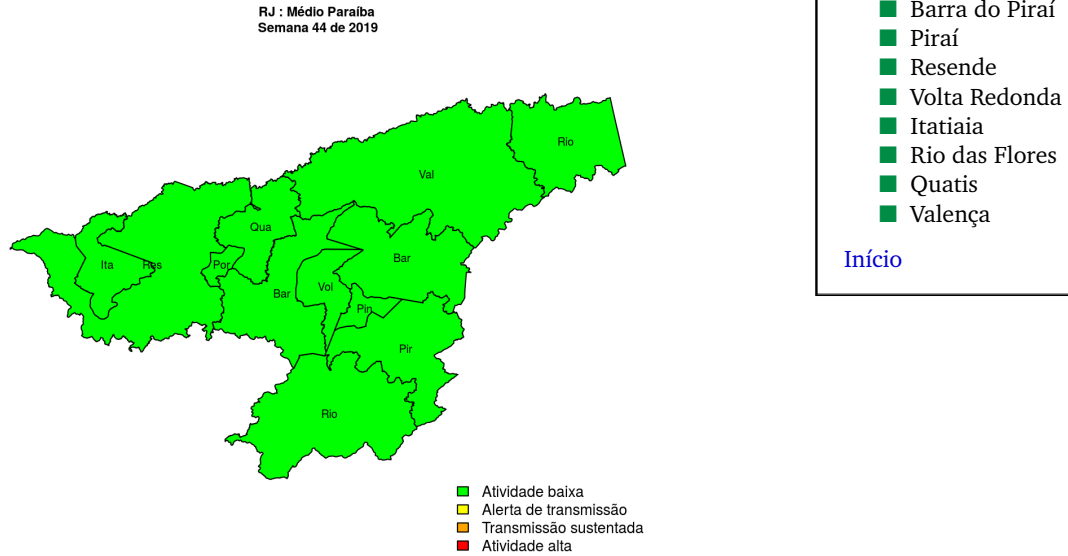 RJ : Médio Paraíba
Semana 44 de 2019
Rio
Val
Qua
Ita
Res
Por
Bar
Bar
Vol
Pin
Pir
Rio
Atividade baixa
Alerta de transmissão
Transmissão sustentada
Atividade alta
Barra do Piraí
Piraí
Resende
Volta Redonda
Itatiaia
Rio das Flores
Quatis
Valença
Início